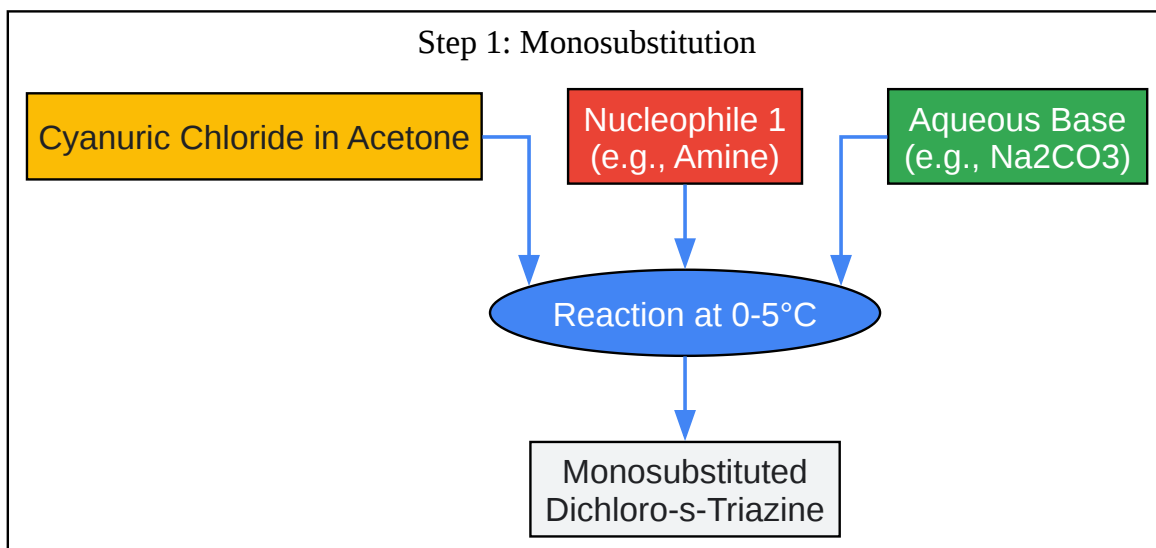 Step 1: Monosubstitution
Cyanuric Chloride in Acetone
Nucleophile 1
(e.g., Amine)
Aqueous Base
(e.g., Na2CO3)
Reaction at 0-5°C
Monosubstituted
Dichloro-s-Triazine